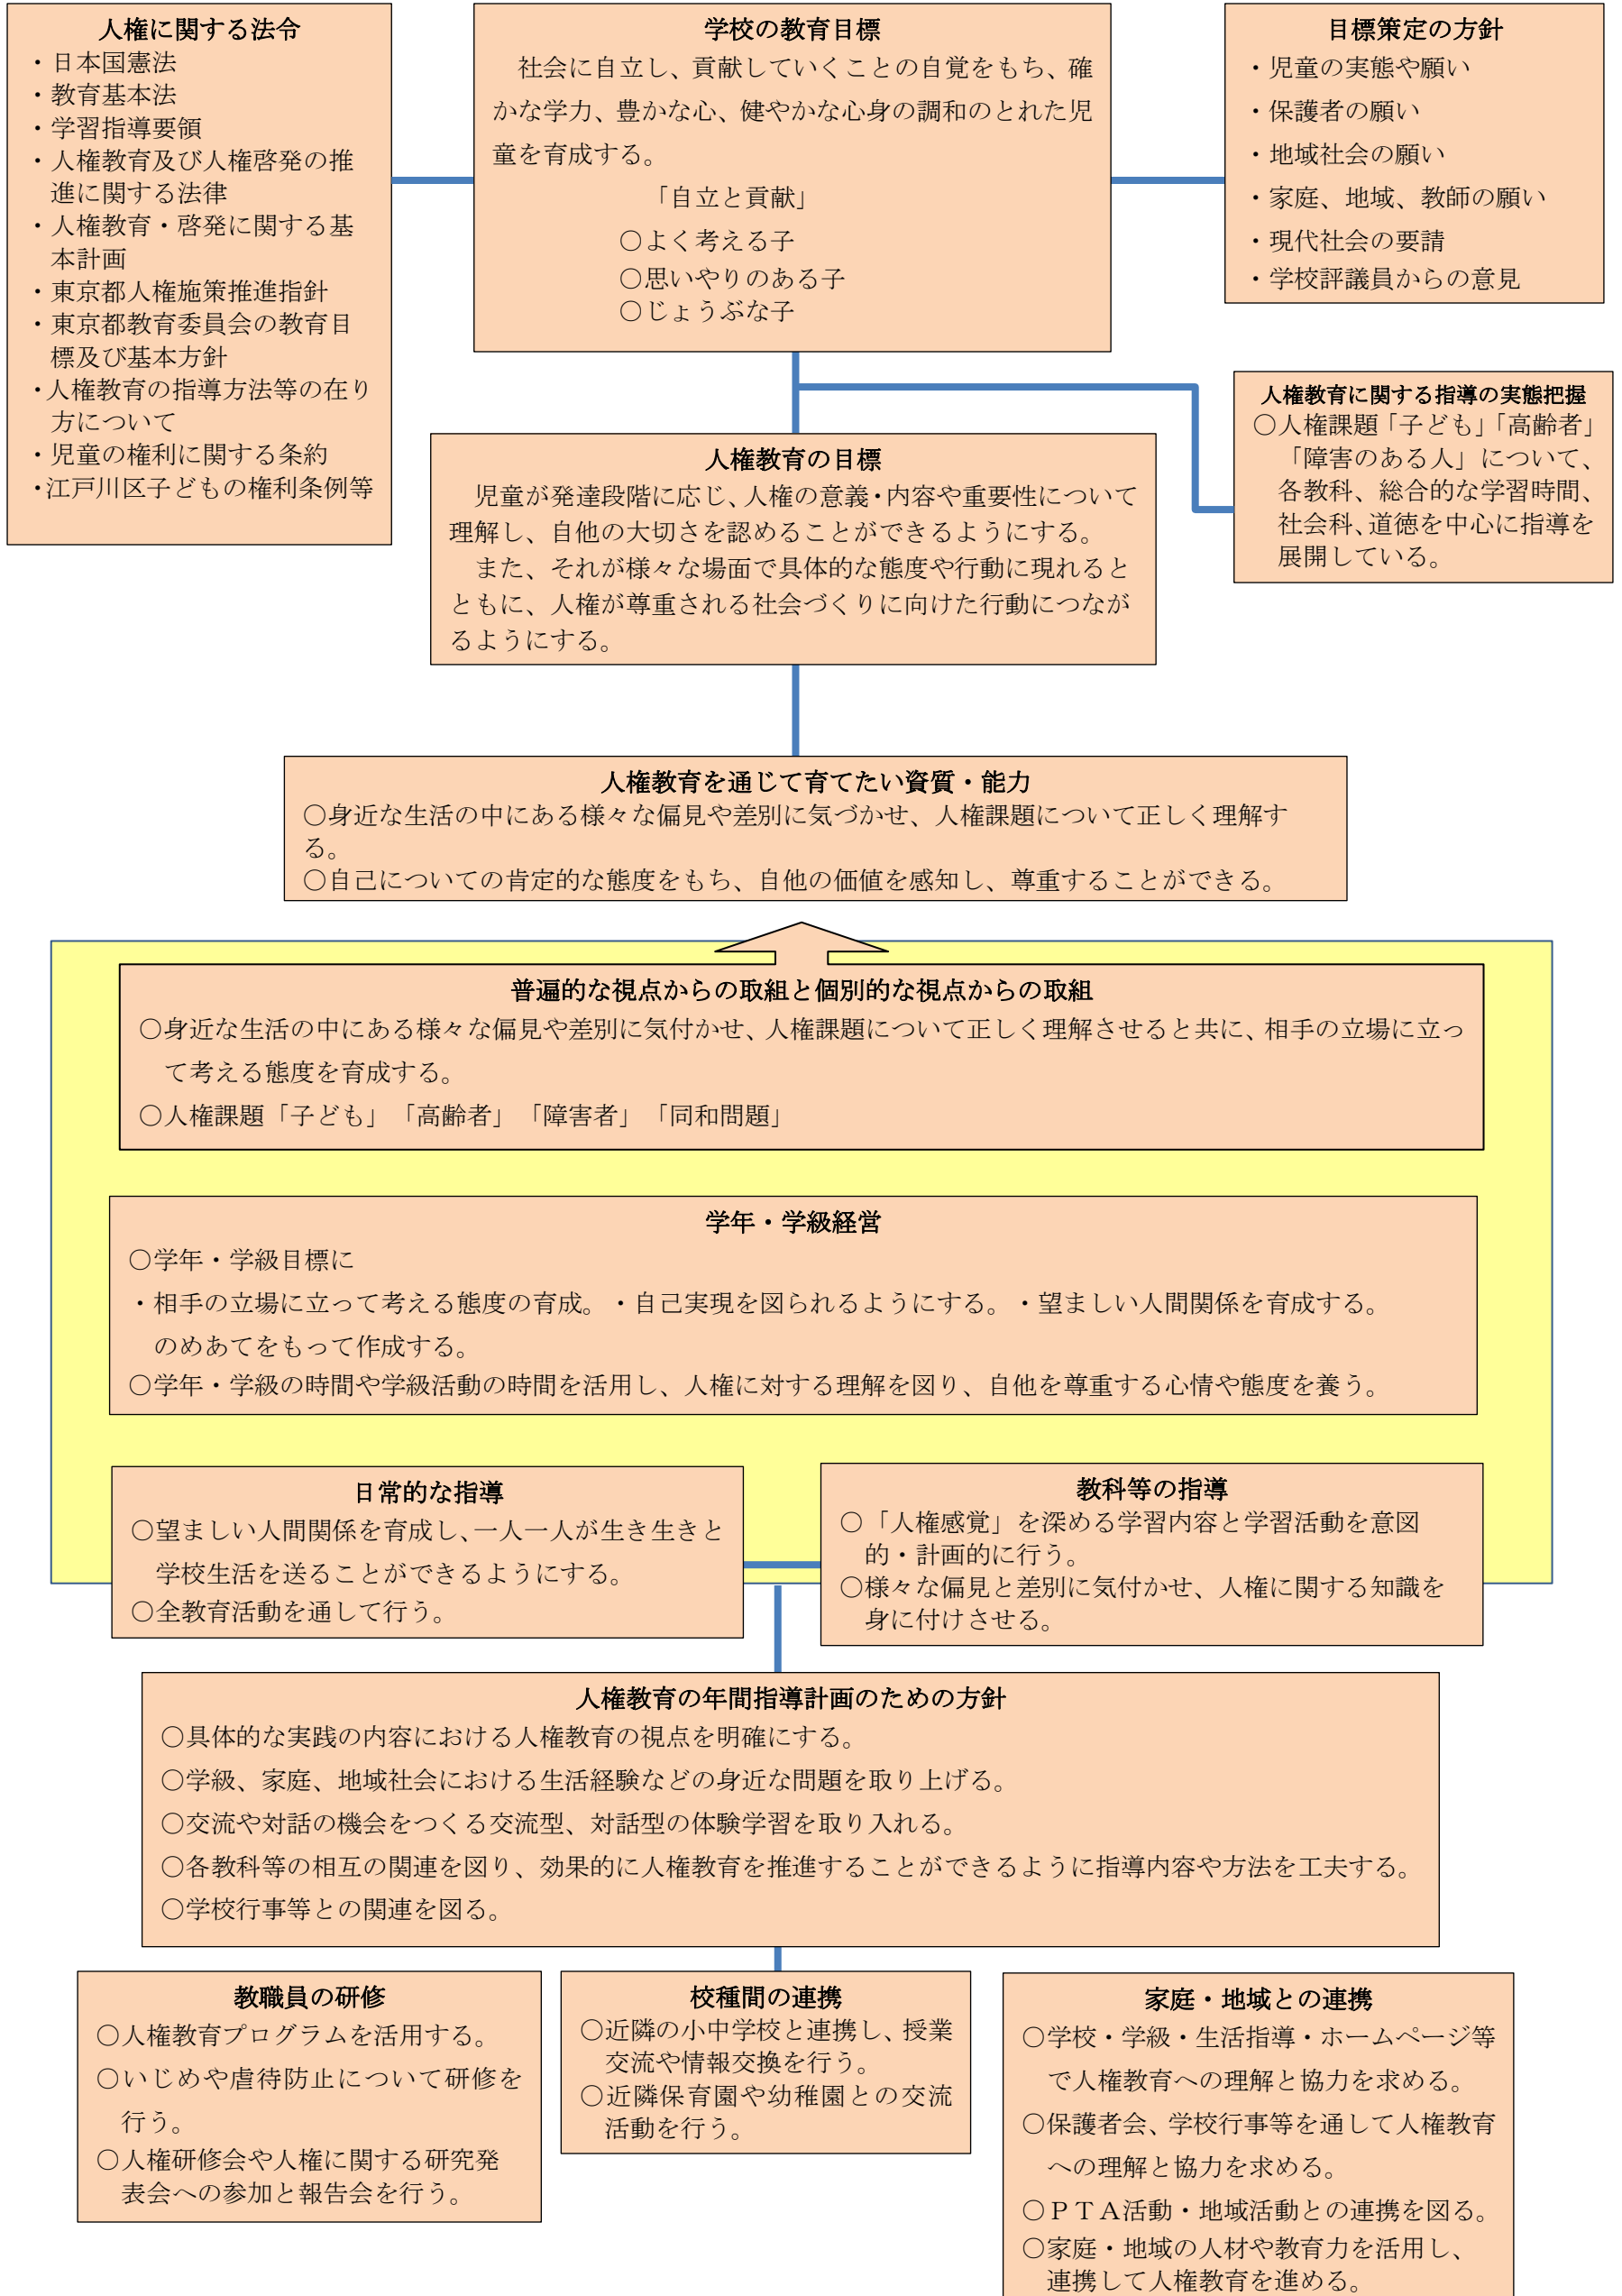 人権に関する法令
・日本国憲法
・教育基本法
・学習指導要領
・人権教育及び人権啓発の推
進に関する法律
・人権教育・啓発に関する基
本計画
・東京都人権施策推進指針
・東京都教育委員会の教育目
標及び基本方針
・人権教育の指導方法等の在り
方について
・児童の権利に関する条約
・江戸川区子どもの権利条例等
学校の教育目標
社会に自立し、貢献していくことの自覚をもち、確
かな学力、豊かな心、健やかな心身の調和のとれた児
童を育成する。
「自立と貢献」
○よく考える子
○思いやりのある子
○じょうぶな子
目標策定の方針
・児童の実態や願い
・保護者の願い
・地域社会の願い
・家庭、地域、教師の願い
・現代社会の要請
・学校評議員からの意見
人権教育に関する指導の実態把握
○人権課題「子ども」「高齢者」
「障害のある人」について、
各教科、総合的な学習時間、
社会科、道徳を中心に指導を
展開している。
人権教育の目標
児童が発達段階に応じ、人権の意義・内容や重要性について
理解し、自他の大切さを認めることができるようにする。
また、それが様々な場面で具体的な態度や行動に現れると
ともに、人権が尊重される社会づくりに向けた行動につなが
るようにする。
人権教育を通じて育てたい資質・能力
○身近な生活の中にある様々な偏見や差別に気づかせ、人権課題について正しく理解す
る。
○自己についての肯定的な態度をもち、自他の価値を感知し、尊重することができる。
普遍的な視点からの取組と個別的な視点からの取組
○身近な生活の中にある様々な偏見や差別に気付かせ、人権課題について正しく理解させると共に、相手の立場に立っ
て考える態度を育成する。
○人権課題「子ども」「高齢者」「障害者」「同和問題」
学年・学級経営
○学年・学級目標に
・相手の立場に立って考える態度の育成。・自己実現を図られるようにする。・望ましい人間関係を育成する。
のめあてをもって作成する。
○学年・学級の時間や学級活動の時間を活用し、人権に対する理解を図り、自他を尊重する心情や態度を養う。
日常的な指導
○望ましい人間関係を育成し、一人一人が生き生きと
学校生活を送ることができるようにする。
○全教育活動を通して行う。
教科等の指導
○「人権感覚」を深める学習内容と学習活動を意図
的・計画的に行う。
○様々な偏見と差別に気付かせ、人権に関する知識を
身に付けさせる。
人権教育の年間指導計画のための方針
○具体的な実践の内容における人権教育の視点を明確にする。
○学級、家庭、地域社会における生活経験などの身近な問題を取り上げる。
○交流や対話の機会をつくる交流型、対話型の体験学習を取り入れる。
○各教科等の相互の関連を図り、効果的に人権教育を推進することができるように指導内容や方法を工夫する。
○学校行事等との関連を図る。
教職員の研修
○人権教育プログラムを活用する。
○いじめや虐待防止について研修を
行う。
○人権研修会や人権に関する研究発
表会への参加と報告会を行う。
校種間の連携
○近隣の小中学校と連携し、授業
交流や情報交換を行う。
○近隣保育園や幼稚園との交流
活動を行う。
家庭・地域との連携
○学校・学級・生活指導・ホームページ等
で人権教育への理解と協力を求める。
○保護者会、学校行事等を通して人権教育
への理解と協力を求める。
○ＰＴＡ活動・地域活動との連携を図る。
○家庭・地域の人材や教育力を活用し、
連携して人権教育を進める。